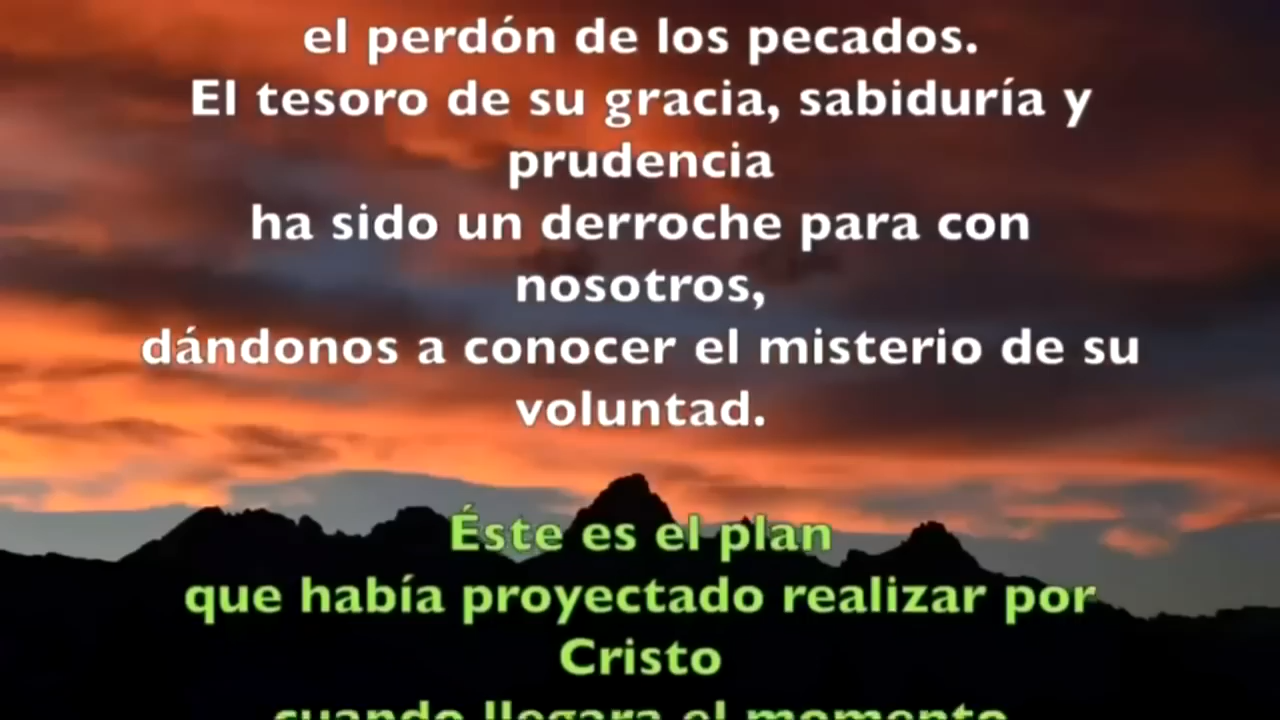 el perdón de los pecados.
El tesoro de su gracia, sabiduría y
prudencia
ha sido un derroche para con
nosotros,
dándonos a conocer el misterio de su
voluntad.
Éste es el plan
que había proyectado realizar por
Cristo
cuando llegara el momento